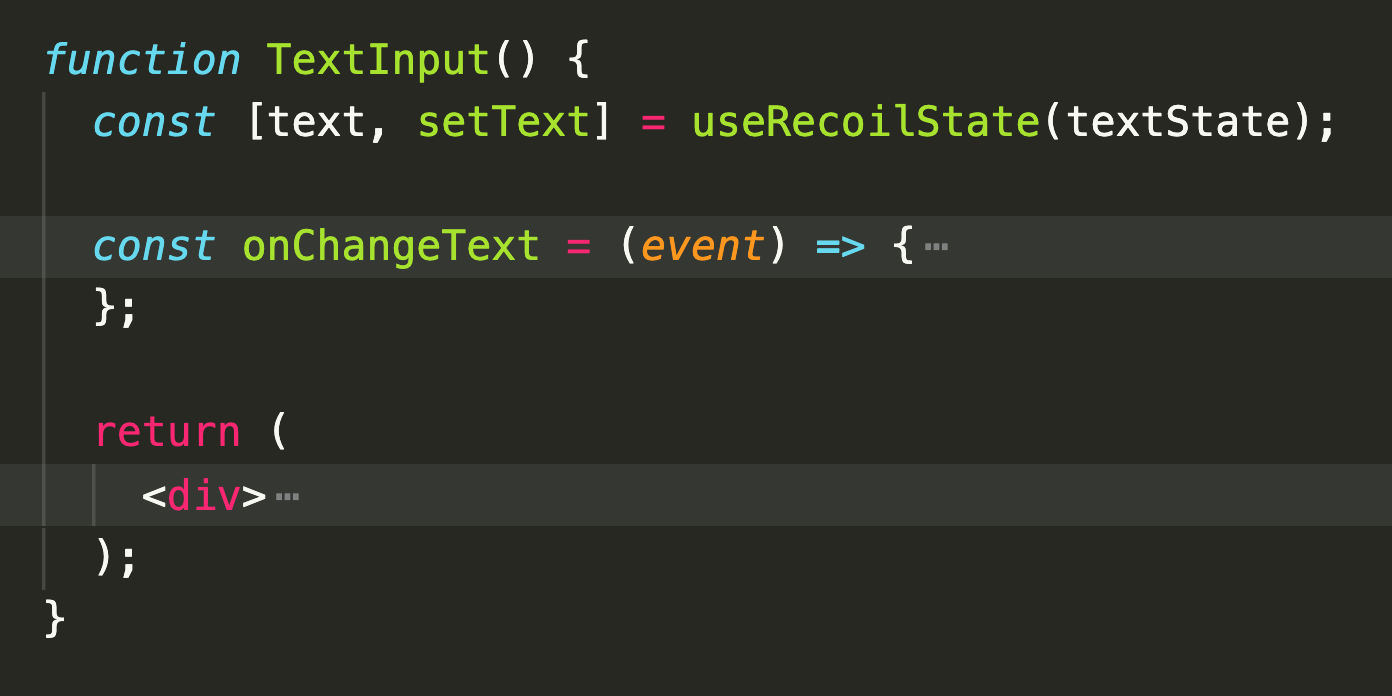 function TextInput() {
const [text, setText] = useRecoilState(textState);
const onChangeText = (event) => {⋯
};
return (
<div>⋯
);
}